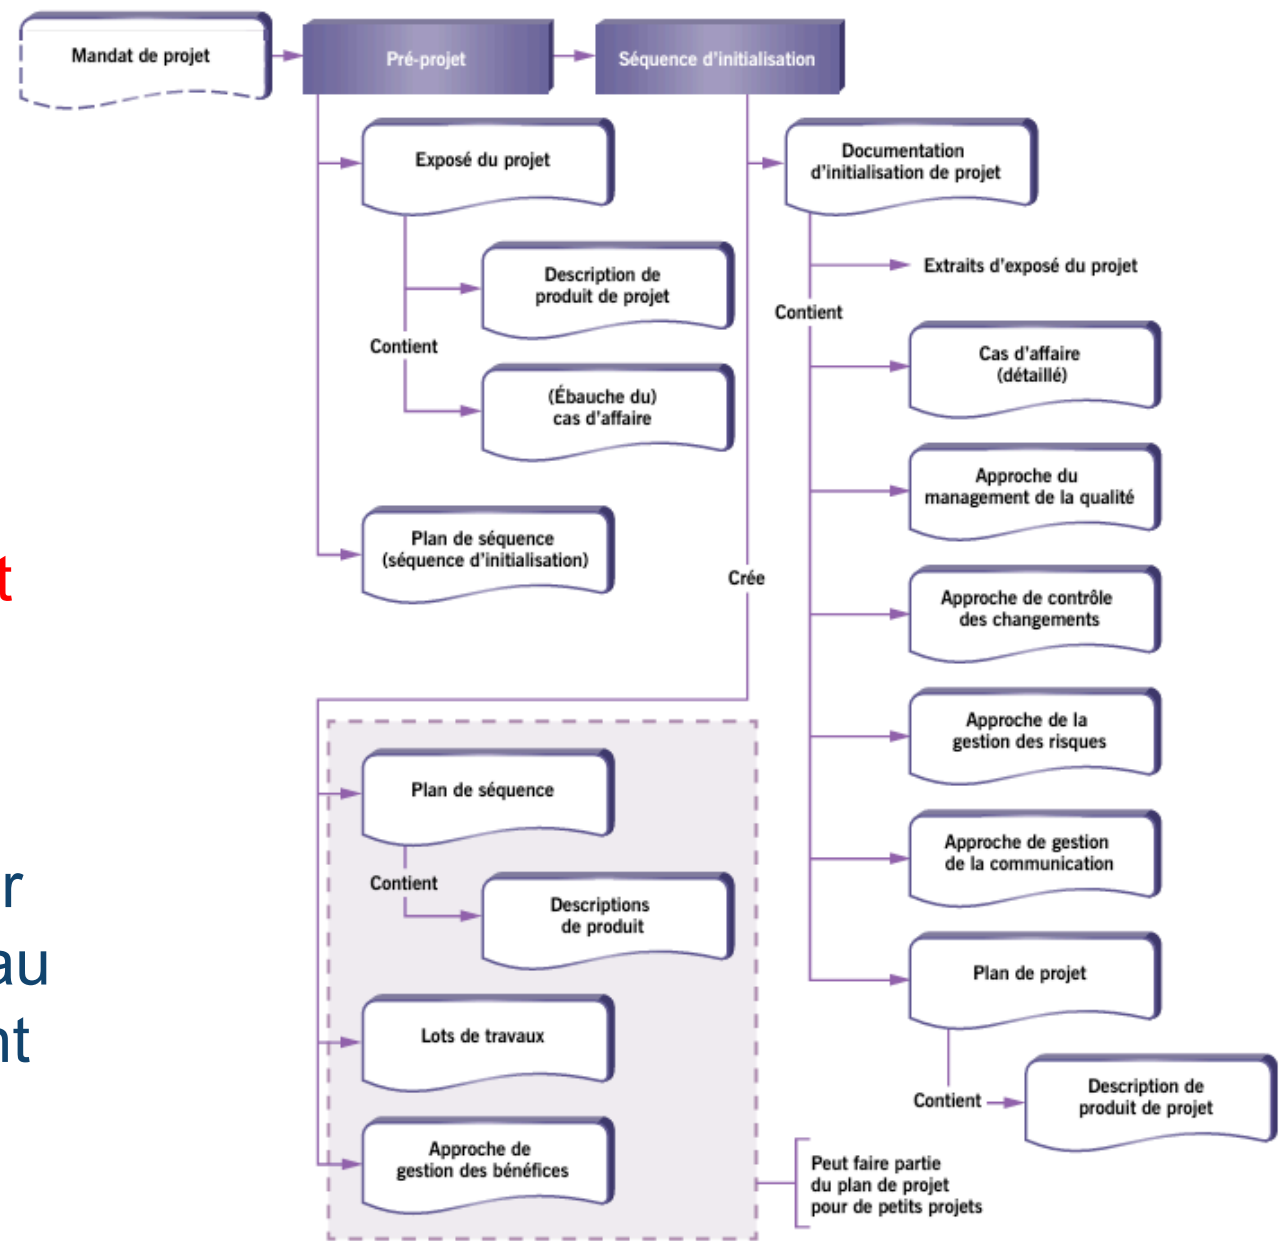 Mandat de projet
Pré-projet
Séquence d'initialisation
Exposé du projet
Description de
produit de projet
Contient
(Ébauche du)
cas d'affaire
Plan de séquence
(séquence d'initialisation)
Crée
Documentation
d'initialisation de projet
Extraits d'exposé du projet
Contient
Cas d'affaire
(détaillé)
Approche du
management de la qualité
Approche de contrôle
des changements
Approche de la
gestion des risques
Approche de gestion
de la communication
Plan de projet
Contient
Description de
produit de projet
Plan de séquence
Contient
Descriptions
de produit
Lots de travaux
Approche de
gestion des bénéfices
Peut faire partie
du plan de projet
pour de petits projets
t
r
au
nt